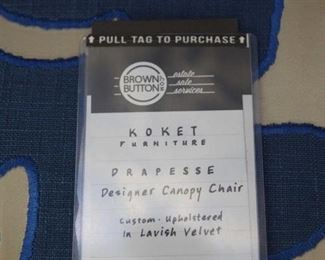 ⬆ PULL TAG TO PURCHASE ⬆
BROWN
BUTTON
estate
sale
services
KOKET
FURNITURE
DRAPESSE
Designer Canopy Chair
Custom-Upholstered
In Lavish Velvet